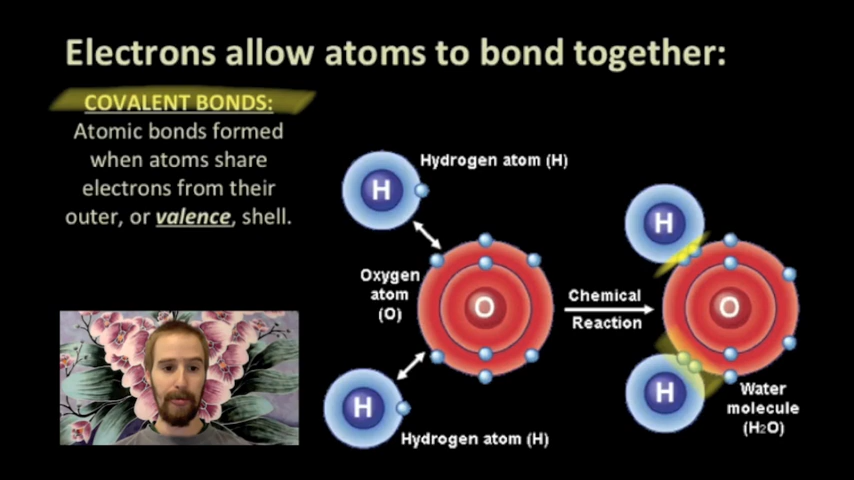 Electrons allow atoms to bond together:
COVALENT BONDS:
Atomic bonds formed
when atoms share
electrons from their
outer, or valence, shell.
Hydrogen atom (H)
H
Oxygen
atom
(O)
O
H
Hydrogen atom (H)
Chemical
Reaction
H
O
H
Water
molecule
(H2O)